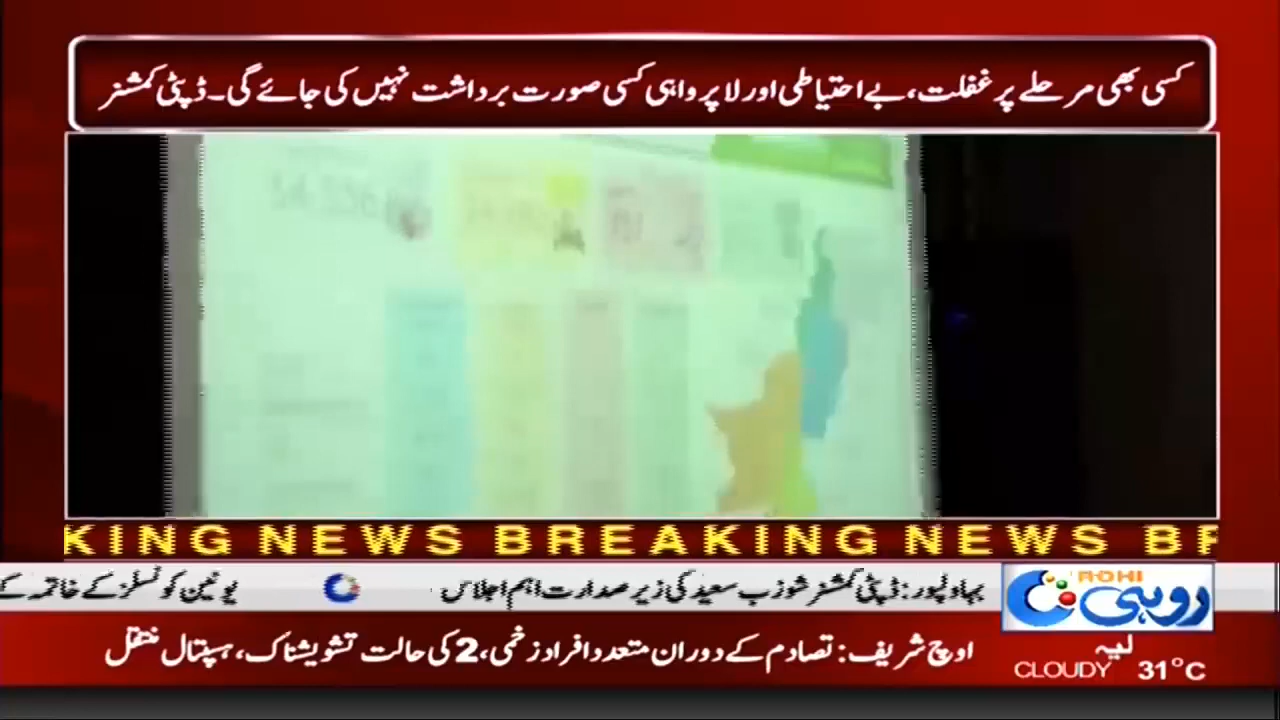 کسی بھی مرحلے پر غفلت، بے احتیاطی اور لاپرواہی کسی صورت برداشت نہیں کی جائے گی۔ ڈپٹی کمشنر
KING NEWS BREAKING NEWS BR
بہاولپور: ڈپٹی کمشنر شوزب سعید کی زیر صدارت اہم اجلاس
یونین کونسلز کے خاتمہ کے
ROHI
روہی
اوچ شریف: تصادم کے دوران متعدد افراد زخمی، 2 کی حالت تشویشناک، ہسپتال منتقل
لیہ
CLOUDY 31°C